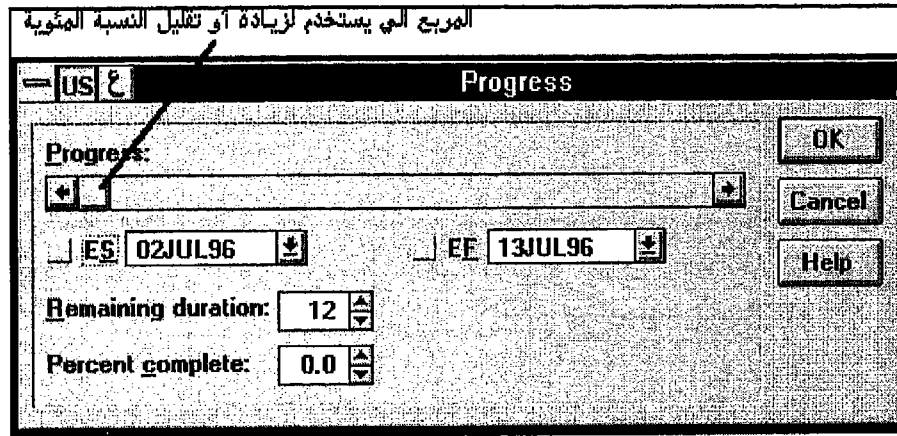 المربع الي يستخدم لزيادة أو تقليل النسبة المئوية
US ع Progress
Progress:
OK
Cancel
ES 02JUL96 EF 13JUL96
Help
Remaining duration: 12
Percent complete: 0.0